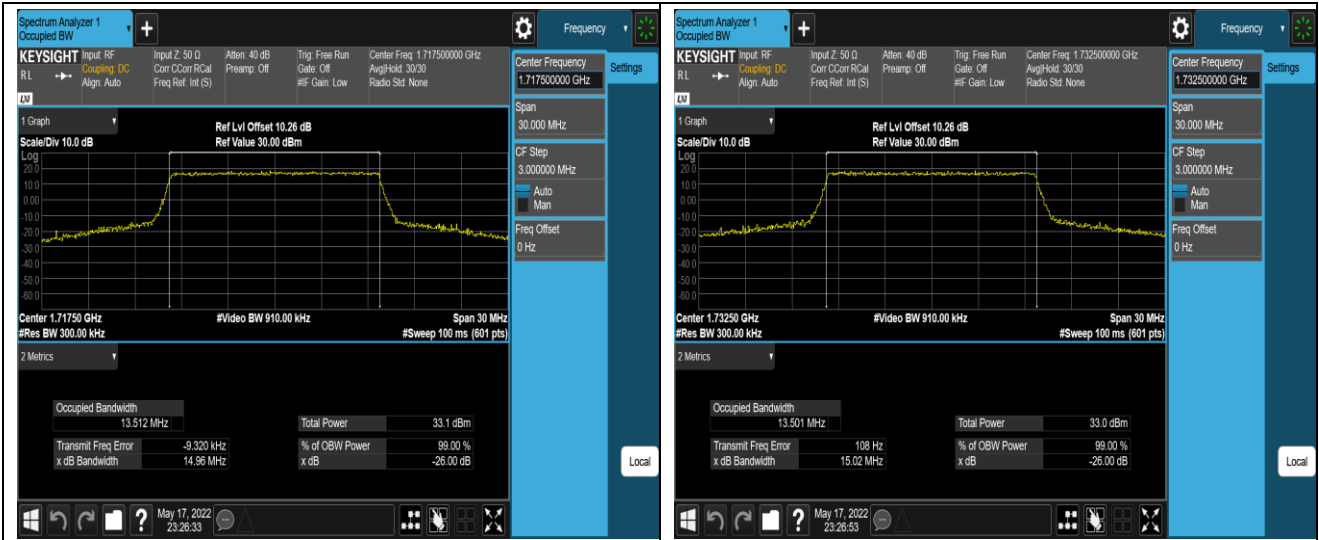 Spectrum Analyzer 1
Occupied BW
+
Frequency
KEYSIGHT Input: RF Input Z: 50 Ω Atten: 40 dB Trig: Free Run Center Freq: 1.717500000 GHz
Coupling: DC Corr CCorr RCal Preamp: Off Gate: Off Avg|Hold: 30/30
RL Align: Auto Freq Ref: Int (S) #IF Gain: Low Radio Std: None
LXI
Center Frequency
1.717500000 GHz
Settings
Span
30.000 MHz
CF Step
3.000000 MHz
Auto
Man
Freq Offset
0 Hz
Local
1 Graph
Ref Lvl Offset 10.26 dB
Scale/Div 10.0 dB Ref Value 30.00 dBm
Log
20.0
10.0
0.00
-10.0
-20.0
-30.0
-40.0
-50.0
-60.0
Center 1.71750 GHz #Video BW 910.00 kHz Span 30 MHz
#Res BW 300.00 kHz #Sweep 100 ms (601 pts)
2 Metrics
Occupied Bandwidth
13.512 MHz Total Power 33.1 dBm
Transmit Freq Error -9.320 kHz % of OBW Power 99.00 %
x dB Bandwidth 14.96 MHz x dB -26.00 dB
? May 17, 2022
23:26:33
Spectrum Analyzer 1
Occupied BW
+
Frequency
KEYSIGHT Input: RF Input Z: 50 Ω Atten: 40 dB Trig: Free Run Center Freq: 1.732500000 GHz
Coupling: DC Corr CCorr RCal Preamp: Off Gate: Off Avg|Hold: 30/30
RL Align: Auto Freq Ref: Int (S) #IF Gain: Low Radio Std: None
LXI
Center Frequency
1.732500000 GHz
Settings
Span
30.000 MHz
CF Step
3.000000 MHz
Auto
Man
Freq Offset
0 Hz
Local
1 Graph
Ref Lvl Offset 10.26 dB
Scale/Div 10.0 dB Ref Value 30.00 dBm
Log
20.0
10.0
0.00
-10.0
-20.0
-30.0
-40.0
-50.0
-60.0
Center 1.73250 GHz #Video BW 910.00 kHz Span 30 MHz
#Res BW 300.00 kHz #Sweep 100 ms (601 pts)
2 Metrics
Occupied Bandwidth
13.501 MHz Total Power 33.0 dBm
Transmit Freq Error 108 Hz % of OBW Power 99.00 %
x dB Bandwidth 15.02 MHz x dB -26.00 dB
? May 17, 2022
23:26:53